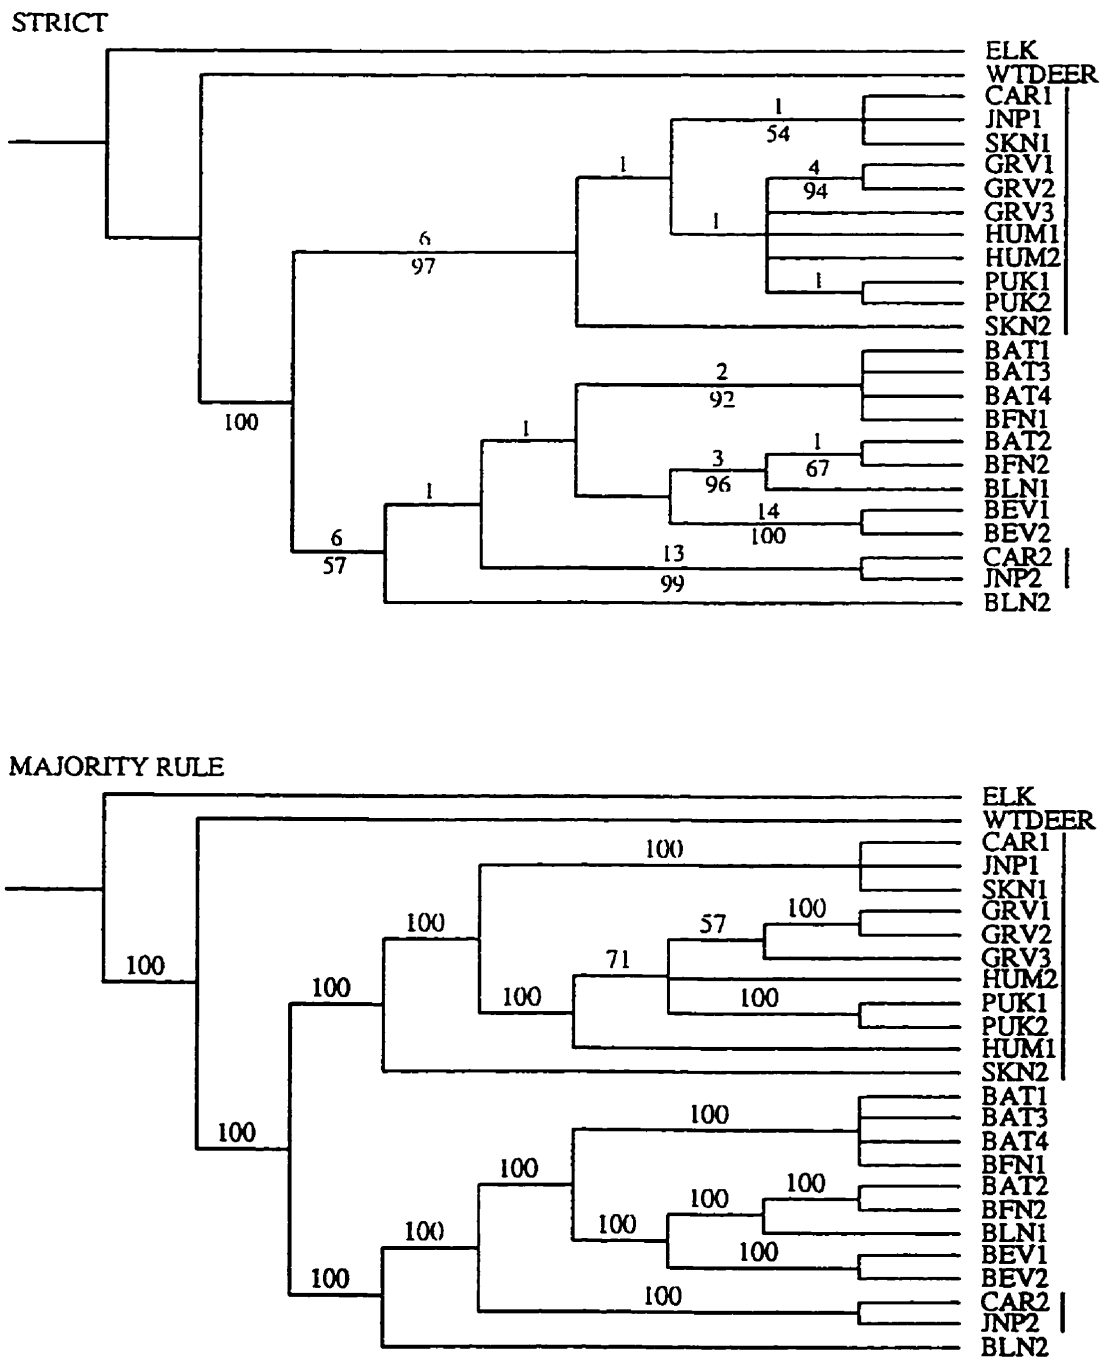 STRICT
ELK
WTDEER
CAR1
1
JNP1
54
SKN1
1
4
GRV1
94
GRV2
GRV3
1
HUM1
6
HUM2
97
1
PUK1
PUK2
SKN2
BAT1
2
BAT3
92
BAT4
100
1
BFN1
1
BAT2
3
67
BFN2
96
BLN1
1
14
BEV1
6
100
BEV2
57
13
CAR2
99
JNP2
BLN2
MAJORITY RULE
ELK
WTDEER
100
CAR1
JNP1
SKN1
100
57
100
GRV1
GRV2
100
71
GRV3
HUM2
100
100
100
PUK1
PUK2
HUM1
SKN2
100
100
BAT1
BAT3
BAT4
100
BFN1
100
100
BAT2
BFN2
100
100
BLN1
100
100
BEV1
BEV2
100
CAR2
JNP2
BLN2